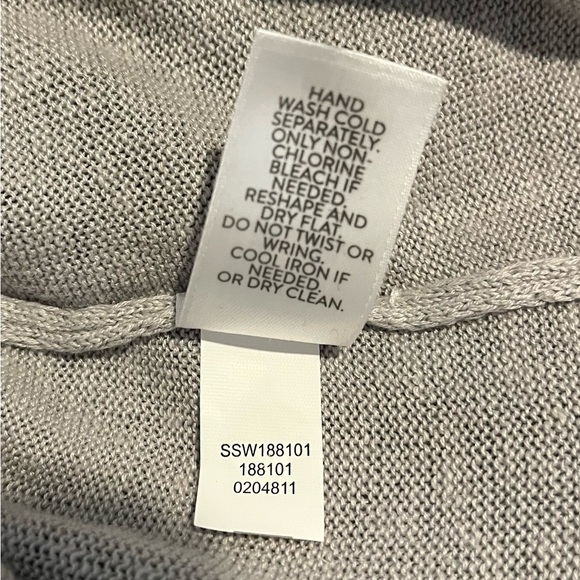 HAND
WASH COLD
SEPARATELY.
ONLY NON-
CHLORINE
BLEACH IF
NEEDED.
RESHAPE AND
DRY FLAT.
DO NOT TWIST OR
WRING.
COOL IRON IF
NEEDED.
OR DRY CLEAN.
SSW188101
188101
0204811